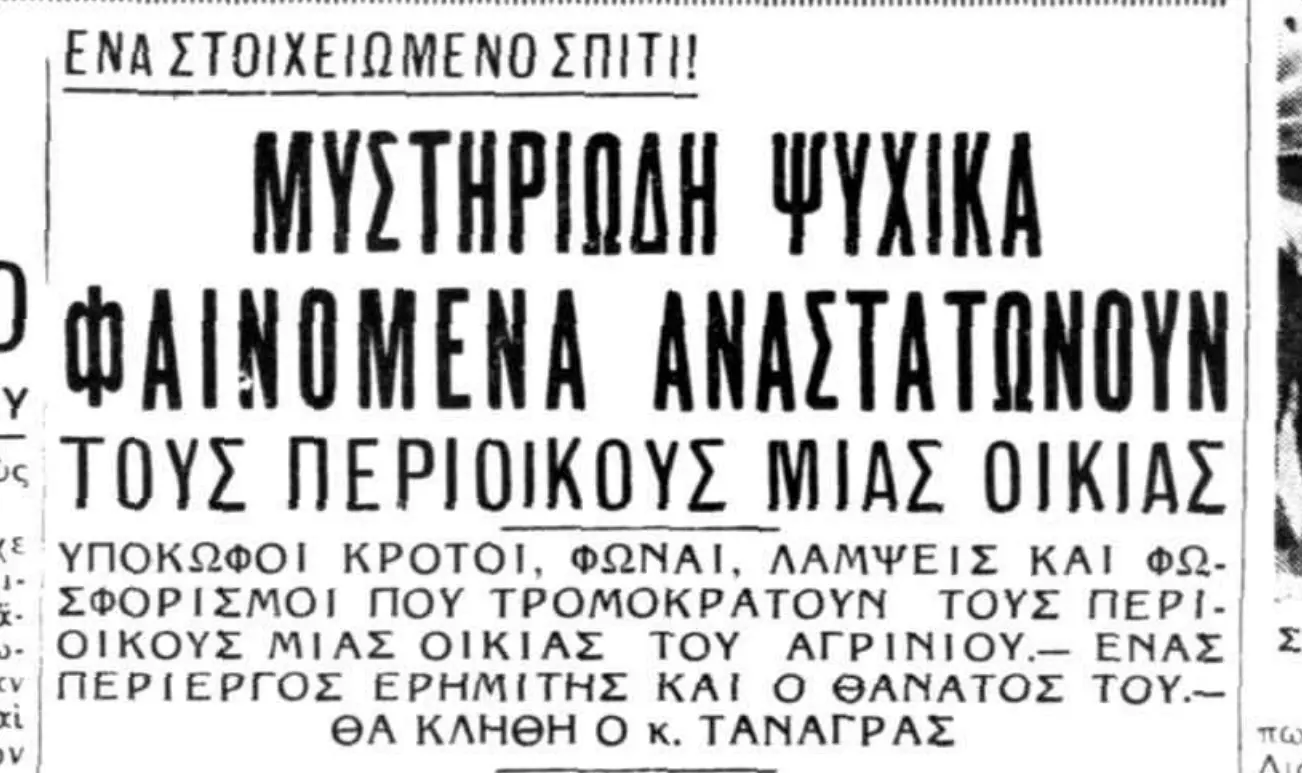 ΕΝΑ ΣΤΟΙΧΕΙΩΜΕΝΟ ΣΠΙΤΙ!
ΜΥΣΤΗΡΙΩΔΗ ΨΥΧΙΚΑ
ΦΑΙΝΟΜΕΝΑ ΑΝΑΣΤΑΤΩΝΟΥΝ
ΤΟΥΣ ΠΕΡΙΟΙΚΟΥΣ ΜΙΑΣ ΟΙΚΙΑΣ
ΥΠΟΚΩΦΟΙ ΚΡΟΤΟΙ, ΦΩΝΑΙ, ΛΑΜΨΕΙΣ ΚΑΙ ΦΩ-
ΣΦΟΡΙΣΜΟΙ ΠΟΥ ΤΡΟΜΟΚΡΑΤΟΥΝ ΤΟΥΣ ΠΕΡΙ-
ΟΙΚΟΥΣ ΜΙΑΣ ΟΙΚΙΑΣ ΤΟΥ ΑΓΡΙΝΙΟΥ.— ΕΝΑΣ
ΠΕΡΙΕΡΓΟΣ ΕΡΗΜΙΤΗΣ ΚΑΙ Ο ΘΑΝΑΤΟΣ ΤΟΥ.—
ΘΑ ΚΛΗΘΗ Ο κ. ΤΑΝΑΓΡΑΣ